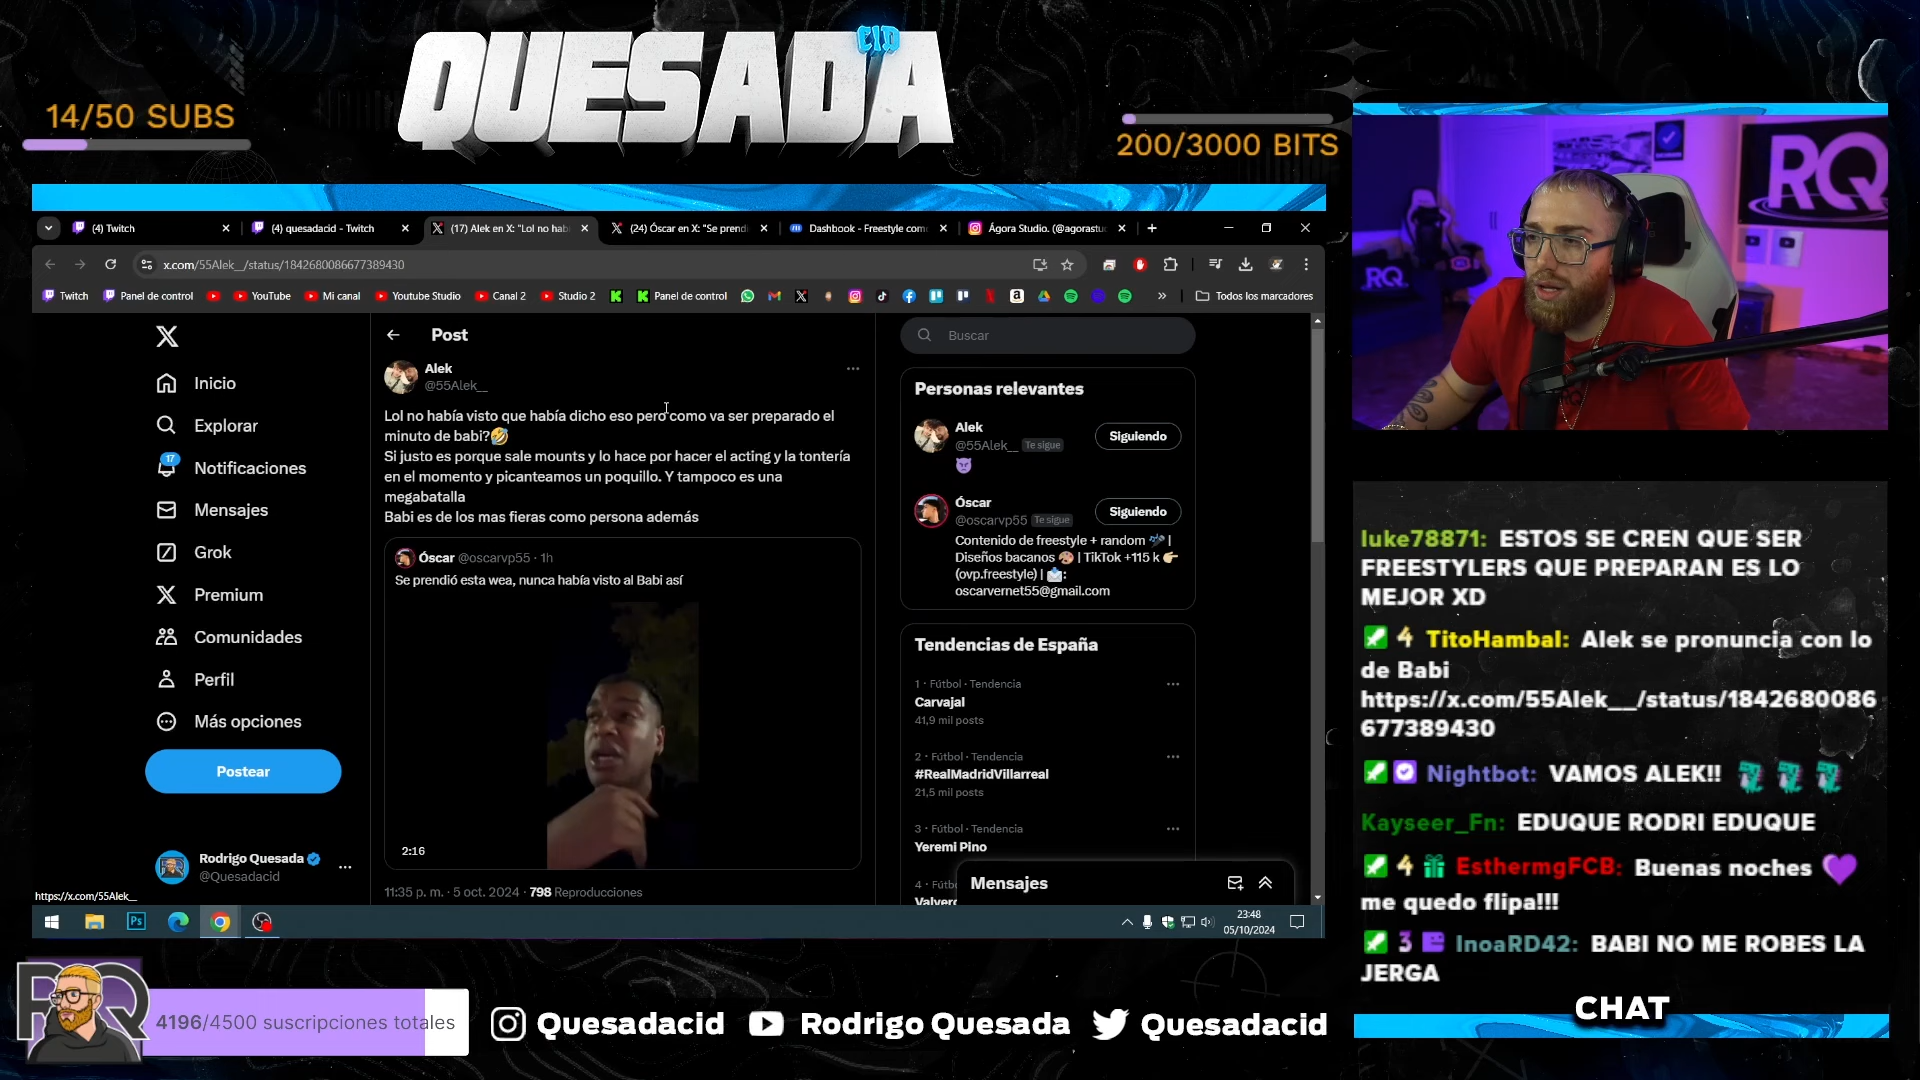 QUESADA
CID
14/50 SUBS
200/3000 BITS
(4) Twitch
(4) quesadacid - Twitch
(17) Alek en X: "Lol no hab
(24) Óscar en X: "Se prendi
Dashbook - Freestyle com
Ágora Studio. (@agorastu
x.com/55Alek__/status/1842680086677389430
Twitch
Panel de control
YouTube
Mi canal
Youtube Studio
Canal 2
Studio 2
Panel de control
Todos los marcadores
Inicio
Explorar
17
Notificaciones
Mensajes
Grok
Premium
Comunidades
Perfil
Más opciones
Postear
Rodrigo Quesada
@Quesadacid
https://x.com/55Alek__
Post
Alek
@55Alek__
Lol no había visto que había dicho eso pero como va ser preparado el
minuto de babi?🤣
Si justo es porque sale mounts y lo hace por hacer el acting y la tontería
en el momento y picanteamos un poquillo. Y tampoco es una
megabatalla
Babi es de los mas fieras como persona además
Óscar @oscarvp55 · 1h
Se prendió esta wea, nunca había visto al Babi así
2:16
11:35 p. m. · 5 oct. 2024 · 798 Reproducciones
Buscar
Personas relevantes
Alek
@55Alek__ Te sigue
😈
Siguiendo
Óscar
@oscarvp55 Te sigue
Siguiendo
Contenido de freestyle + random 🎤 |
Diseños bacanos 🎨 | TikTok +115 k 👉
(ovp.freestyle) | 📩:
oscarvernet55@gmail.com
Tendencias de España
1 · Fútbol · Tendencia
Carvajal
41,9 mil posts
2 · Fútbol · Tendencia
#RealMadridVillarreal
21,5 mil posts
3 · Fútbol · Tendencia
Yeremi Pino
4 · Fútb
Valver
Mensajes
Ps
23:48
05/10/2024
RQ
RQ
luke78871: ESTOS SE CREN QUE SER
FREESTYLERS QUE PREPARAN ES LO
MEJOR XD
4 TitoHambal: Alek se pronuncia con lo
de Babi
https://x.com/55Alek__/status/1842680086
677389430
Nightbot: VAMOS ALEK!!
Kayseer_Fn: EDUQUE RODRI EDUQUE
4 EsthermgFCB: Buenas noches 💜
me quedo flipa!!!
3 InoaRD42: BABI NO ME ROBES LA
JERGA
CHAT
RQ
4196/4500 suscripciones totales
Quesadacid
Rodrigo Quesada
Quesadacid